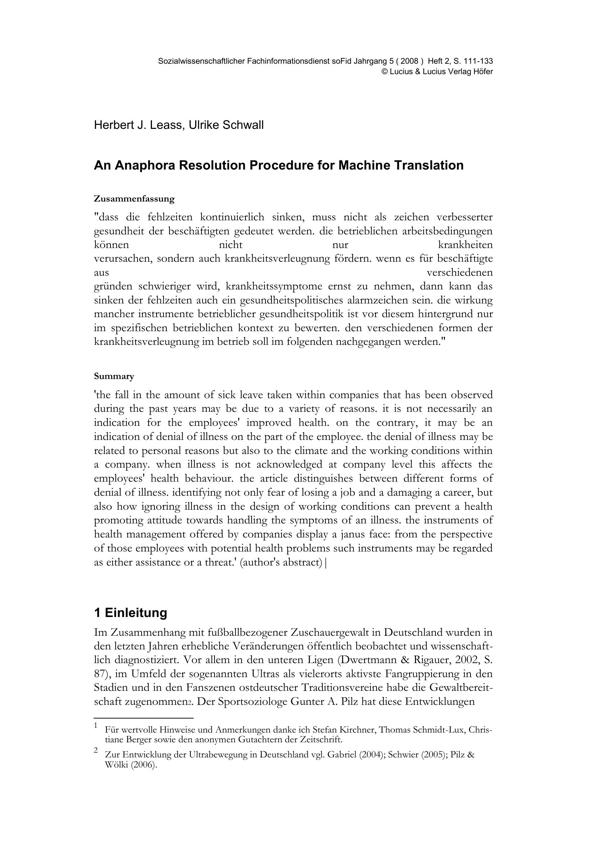 Sozialwissenschaftlicher Fachinformationsdienst soFid Jahrgang 5 ( 2008 ) Heft 2, S. 111-133
© Lucius & Lucius Verlag Höfer
Herbert J. Leass, Ulrike Schwall
An Anaphora Resolution Procedure for Machine Translation
Zusammenfassung
"dass die fehlzeiten kontinuierlich sinken, muss nicht als zeichen verbesserter
gesundheit der beschäftigten gedeutet werden. die betrieblichen arbeitsbedingungen
können nicht nur krankheiten
verursachen, sondern auch krankheitsverleugnung fördern. wenn es für beschäftigte
aus verschiedenen
gründen schwieriger wird, krankheitssymptome ernst zu nehmen, dann kann das
sinken der fehlzeiten auch ein gesundheitspolitisches alarmzeichen sein. die wirkung
mancher instrumente betrieblicher gesundheitspolitik ist vor diesem hintergrund nur
im spezifischen betrieblichen kontext zu bewerten. den verschiedenen formen der
krankheitsverleugnung im betrieb soll im folgenden nachgegangen werden."
Summary
'the fall in the amount of sick leave taken within companies that has been observed
during the past years may be due to a variety of reasons. it is not necessarily an
indication for the employees' improved health. on the contrary, it may be an
indication of denial of illness on the part of the employee. the denial of illness may be
related to personal reasons but also to the climate and the working conditions within
a company. when illness is not acknowledged at company level this affects the
employees' health behaviour. the article distinguishes between different forms of
denial of illness. identifying not only fear of losing a job and a damaging a career, but
also how ignoring illness in the design of working conditions can prevent a health
promoting attitude towards handling the symptoms of an illness. the instruments of
health management offered by companies display a janus face: from the perspective
of those employees with potential health problems such instruments may be regarded
as either assistance or a threat.' (author's abstract)|
1 Einleitung
Im Zusammenhang mit fußballbezogener Zuschauergewalt in Deutschland wurden in
den letzten Jahren erhebliche Veränderungen öffentlich beobachtet und wissenschaft-
lich diagnostiziert. Vor allem in den unteren Ligen (Dwertmann & Rigauer, 2002, S.
87), im Umfeld der sogenannten Ultras als vielerorts aktivste Fangruppierung in den
Stadien und in den Fanszenen ostdeutscher Traditionsvereine habe die Gewaltbereit-
schaft zugenommen2. Der Sportsoziologe Gunter A. Pilz hat diese Entwicklungen
1 Für wertvolle Hinweise und Anmerkungen danke ich Stefan Kirchner, Thomas Schmidt-Lux, Chris-
tiane Berger sowie den anonymen Gutachtern der Zeitschrift.
2 Zur Entwicklung der Ultrabewegung in Deutschland vgl. Gabriel (2004); Schwier (2005); Pilz &
Wölki (2006).